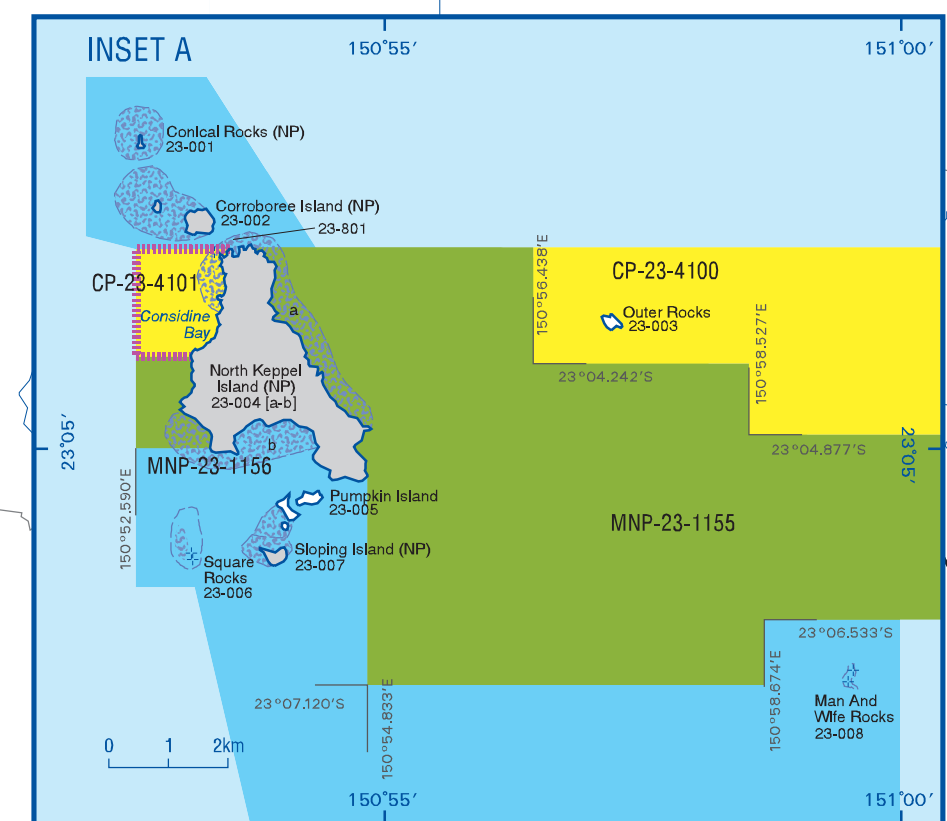 INSET A
150°55′
151°00′
Conical Rocks (NP)
23-001
Corroboree Island (NP)
23-002
23-801
CP-23-4101
Considine
Bay
a
North Keppel
Island (NP)
23-004 [a-b]
b
150°56.438′E
CP-23-4100
Outer Rocks
23-003
150°58.527′E
23°04.242′S
23°04.877′S
23°05′
23°05′
MNP-23-1156
150°52.590′E
Pumpkin Island
23-005
Sloping Island (NP)
23-007
Square
Rocks
23-006
MNP-23-1155
23°06.533′S
150°58.674′E
Man And
Wife Rocks
23-008
23°07.120′S
150°54.833′E
0 1 2km
150°55′
151°00′